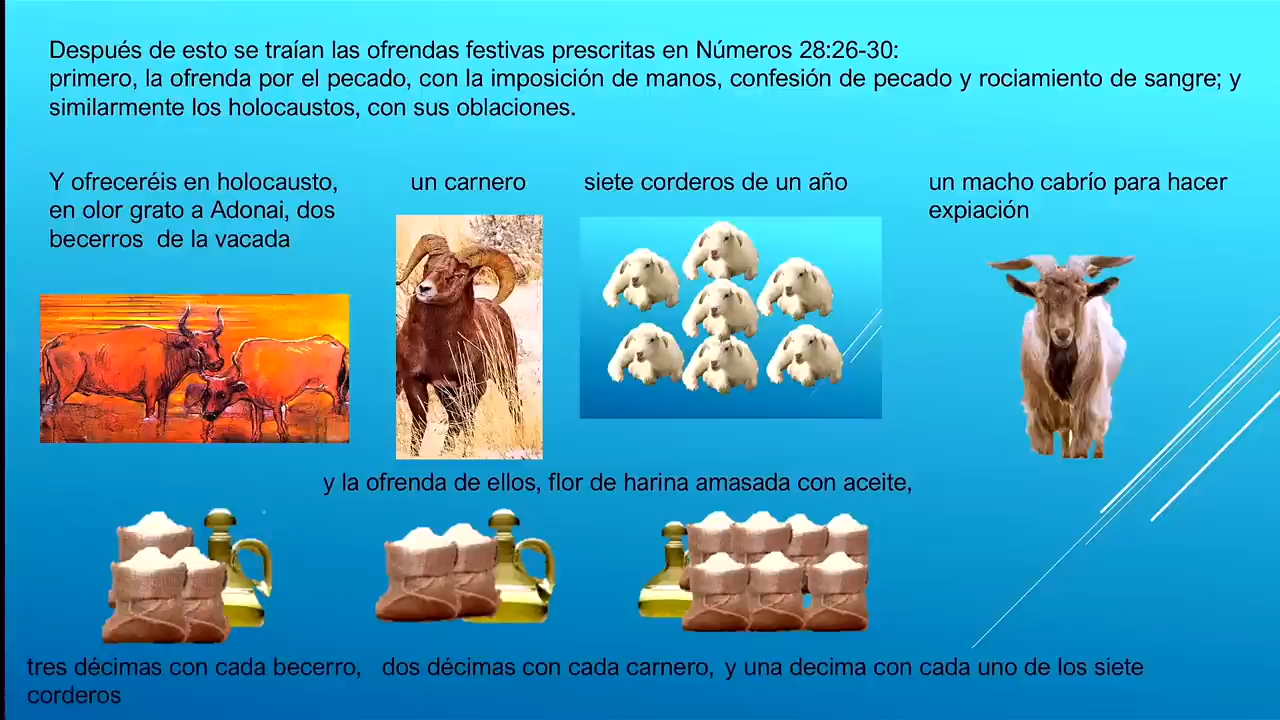 Después de esto se traían las ofrendas festivas prescritas en Números 28:26-30:
primero, la ofrenda por el pecado, con la imposición de manos, confesión de pecado y rociamiento de sangre; y
similarmente los holocaustos, con sus oblaciones.
Y ofreceréis en holocausto,
en olor grato a Adonai, dos
becerros de la vacada
un carnero
siete corderos de un año
un macho cabrío para hacer
expiación
y la ofrenda de ellos, flor de harina amasada con aceite,
tres décimas con cada becerro, dos décimas con cada carnero, y una decima con cada uno de los siete
corderos